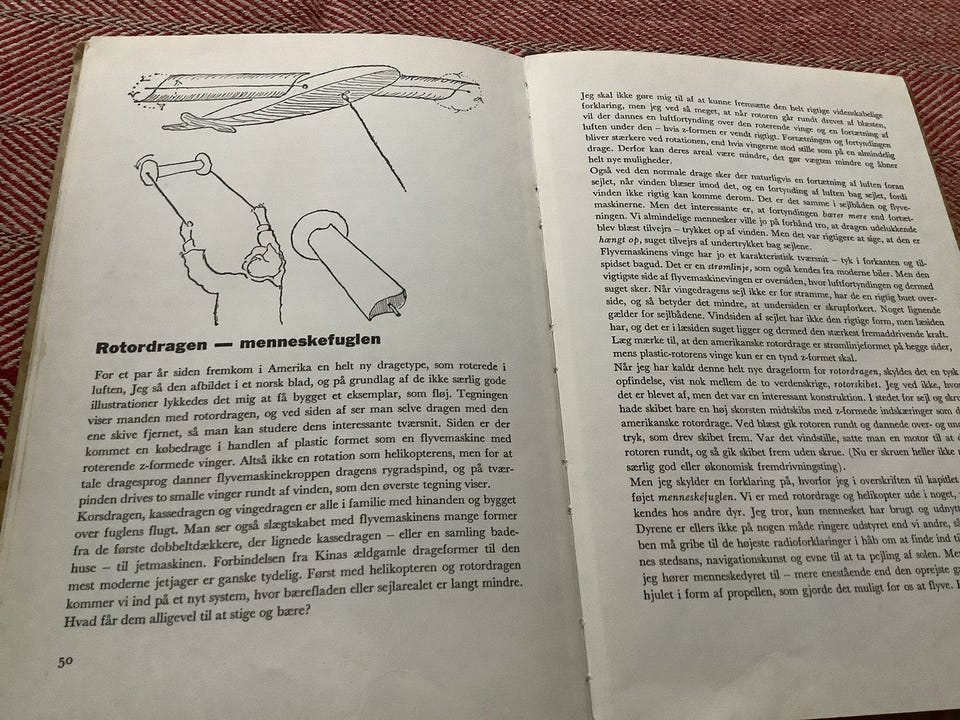 Rotordragen — menneskefuglen
For et par år siden fremkom i Amerika en helt ny dragetype, som roterede i
luften, Jeg så den afbildet i et norsk blad, og på grundlag af de ikke særlig gode
illustrationer lykkedes det mig at få bygget et eksemplar, som fløj. Tegningen
viser manden med rotordragen, og ved siden af ser man selve dragen med den
ene skive fjernet, så man kan studere dens interessante tværsnit. Siden er der
kommet en købedrage i handlen af plastic formet som en flyvemaskine med
roterende z-formede vinger. Altså ikke en rotation som helikopterens, men for at
tale dragesprog danner flyvemaskinekroppen dragens rygradspind, og på tvær-
pinden drives to smalle vinger rundt af vinden, som den øverste tegning viser.
Korsdragen, kassedragen og vingedragen er alle i familie med hinanden og bygget
over fuglens flugt. Man ser også slægtskabet med flyvemaskinens mange former
fra de første dobbeltdækkere, der lignede kassedragen – eller en samling bade-
huse – til jetmaskinen. Forbindelsen fra Kinas ældgamle drageformer til den
mest moderne jetjager er ganske tydelig. Først med helikopteren og rotordragen
kommer vi ind på et nyt system, hvor bærefladen eller sejlarealet er langt mindre.
Hvad får dem alligevel til at stige og bære?
50
Jeg skal ikke gøre mig til af at kunne fremsætte den helt rigtige videnskabelige
forklaring, men jeg ved så meget, at når rotoren går rundt drevet af blæsten,
vil der dannes en luftfortynding over den roterende vinge og en fortætning af
luften under den – hvis z-formen er vendt rigtigt. Fortætningen og fortyndingen
bliver stærkere ved rotationen, end hvis vingerne stod stille som på en almindelig
drage. Derfor kan deres areal være mindre, det gør vægten mindre og åbner
helt nye muligheder.
Også ved den normale drage sker der naturligvis en fortætning af luften foran
sejlet, når vinden blæser imod det, og en fortynding af luften bag sejlet, fordi
vinden ikke rigtig kan komme derom. Det er det samme i sejlbåden og flyve-
maskinerne. Men det interessante er, at fortyndingen bærer mere end fortæt-
ningen. Vi almindelige mennesker ville jo på forhånd tro, at dragen udelukkende
blev blæst tilvejrs – trykket op af vinden. Men det var rigtigere at sige, at den er
hængt op, suget tilvejrs af undertrykket bag sejlene.
Flyvemaskinens vinge har jo et karakteristisk tværsnit – tyk i forkanten og til-
spidset bagud. Det er en strømlinje, som også kendes fra moderne biler. Men den
vigtigste side af flyvemaskinevingen er oversiden, hvor luftfortyndingen og dermed
suget sker. Når vingedragens sejl ikke er for stramme, har de en rigtig buet over-
side, og så betyder det mindre, at undersiden er skrupforkert. Noget lignende
gælder for sejlbådene. Vindsiden af sejlet har ikke den rigtige form, men læsiden
har, og det er i læsiden suget ligger og dermed den stærkest fremaddrivende kraft.
Læg mærke til, at den amerikanske rotordrage er strømlinjeformet på begge sider,
mens plastic-rotorens vinge kun er en tynd z-formet skal.
Når jeg har kaldt denne helt nye drageform for rotordragen, skyldes det en tysk
opfindelse, vist nok mellem de to verdenskrige, rotorskibet. Jeg ved ikke, hvor
det er blevet af, men det var en interessant konstruktion. I stedet for sejl og skru
hade skibet bare en høj skorsten midtskibs med z-formede indskæringer som d
amerikanske rotordrage. Ved blæst gik rotoren rundt og dannede over- og un
tryk, som drev skibet frem. Var det vindstille, satte man en motor til at d
rotoren rundt, og så gik skibet frem uden skrue. (Nu er skruen heller ikke
særlig god eller økonomisk fremdrivningsting).
Men jeg skylder en forklaring på, hvorfor jeg i overskriften til kapitlet
føjet menneskefuglen. Vi er med rotordrage og helikopter ude i noget,
kendes hos andre dyr. Jeg tror, kun mennesket har brugt og udnytt
Dyrene er ellers ikke på nogen måde ringere udstyret end vi andre, så
ben må gribe til de højeste radioforklaringer i håb om at finde ind ti
nes stedsans, navigationskunst og evne til at ta pejling af solen. Me
jeg hører menneskedyret til – mere enestående end den oprejste ga
hjulet i form af propellen, som gjorde det muligt for os at flyve.